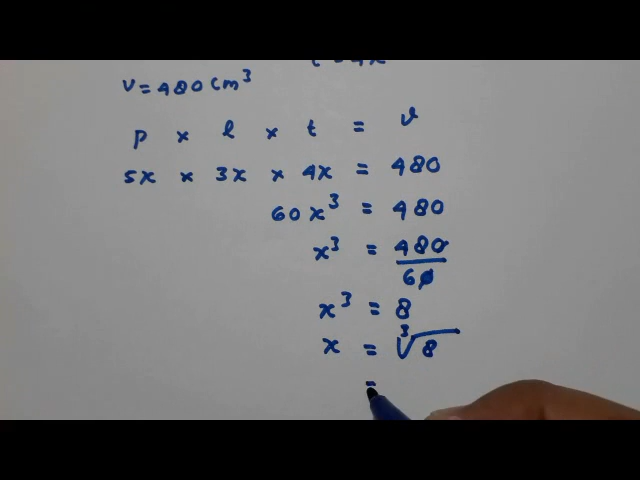 V = 480 cm³
p × l × t = v
5x × 3x × 4x = 480
60x³ = 480
x³ = 480/60
x³ = 8
x = ∛8
=